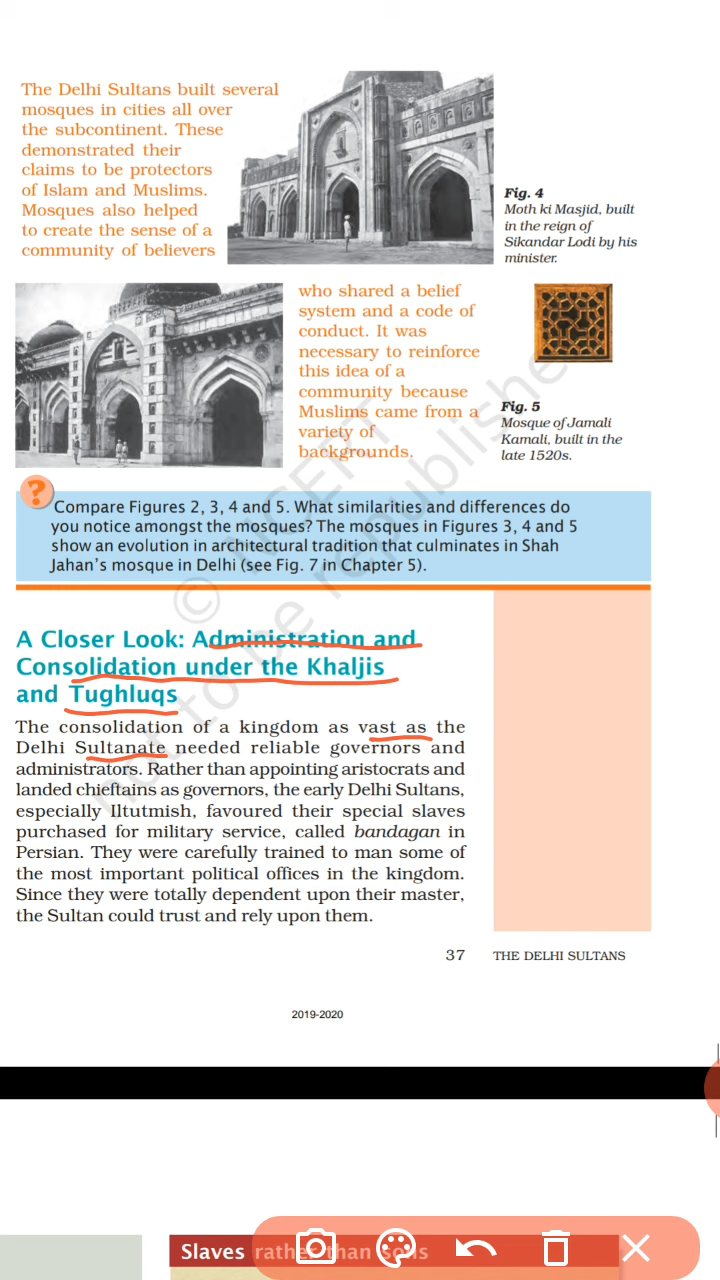 The Delhi Sultans built several
mosques in cities all over
the subcontinent. These
demonstrated their
claims to be protectors
of Islam and Muslims.
Mosques also helped
to create the sense of a
community of believers
Fig. 4
Moth ki Masjid, built
in the reign of
Sikandar Lodi by his
minister.
who shared a belief
system and a code of
conduct. It was
necessary to reinforce
this idea of a
community because
Muslims came from a
variety of
backgrounds.
Fig. 5
Mosque of Jamali
Kamali, built in the
late 1520s.
?
Compare Figures 2, 3, 4 and 5. What similarities and differences do
you notice amongst the mosques? The mosques in Figures 3, 4 and 5
show an evolution in architectural tradition that culminates in Shah
Jahan's mosque in Delhi (see Fig. 7 in Chapter 5).
A Closer Look: Administration and
Consolidation under the Khaljis
and Tughluqs
The consolidation of a kingdom as vast as the
Delhi Sultanate needed reliable governors and
administrators. Rather than appointing aristocrats and
landed chieftains as governors, the early Delhi Sultans,
especially Iltutmish, favoured their special slaves
purchased for military service, called bandagan in
Persian. They were carefully trained to man some of
the most important political offices in the kingdom.
Since they were totally dependent upon their master,
the Sultan could trust and rely upon them.
37 THE DELHI SULTANS
2019-2020
© NCERT
not to be republished
Slaves rather than sons